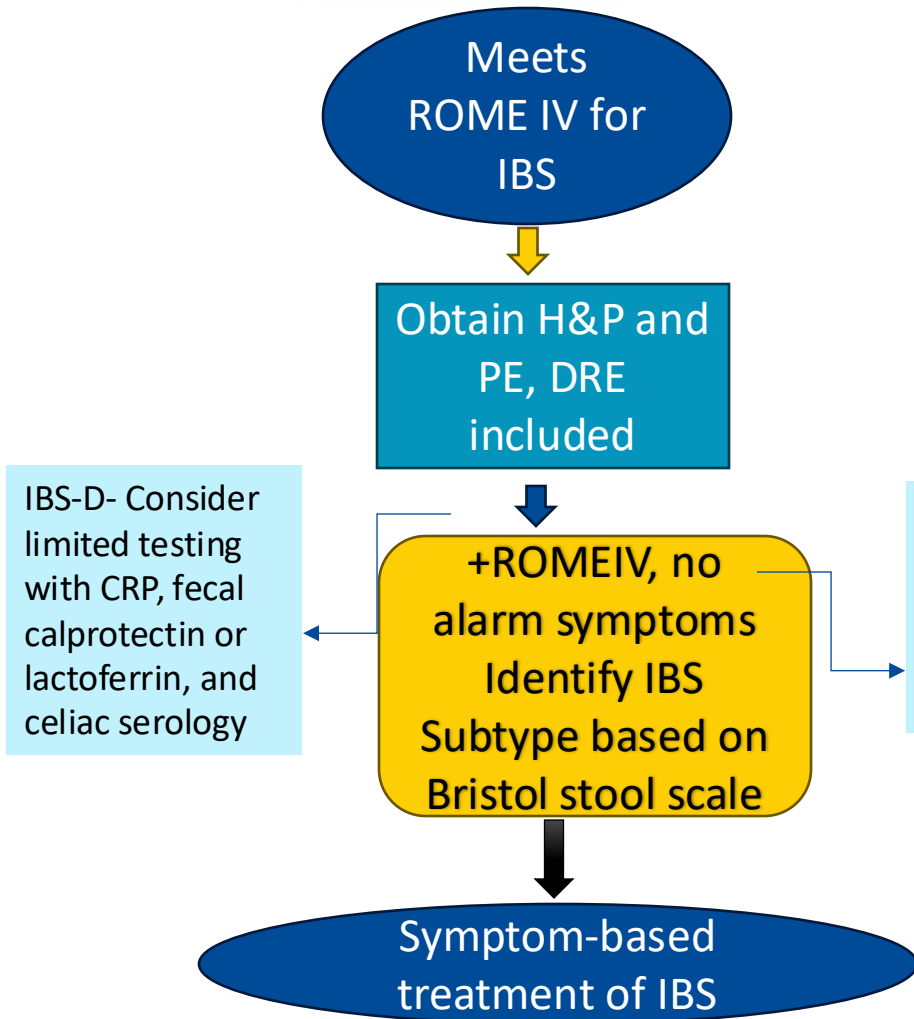 Meets
ROME IV for
IBS
Obtain H&P and
PE, DRE
included
IBS-D- Consider
limited testing
with CRP, fecal
calprotectin or
lactoferrin, and
celiac serology
+ROMEIV, no
alarm symptoms
Identify IBS
Subtype based on
Bristol stool scale
Symptom-based
treatment of IBS